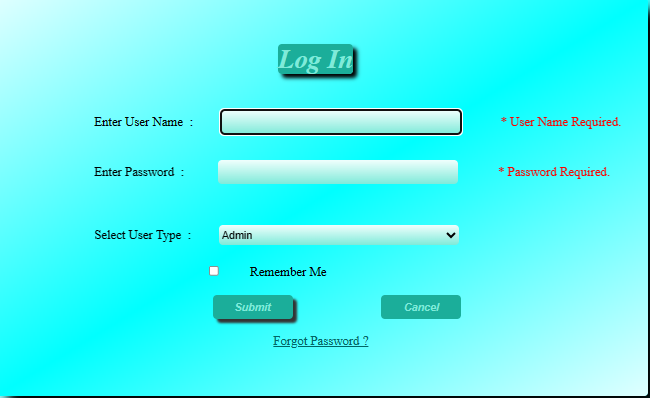 Log In
Enter User Name : * User Name Required.
Enter Password : * Password Required.
Select User Type : Admin
Remember Me
Submit Cancel
Forgot Password ?